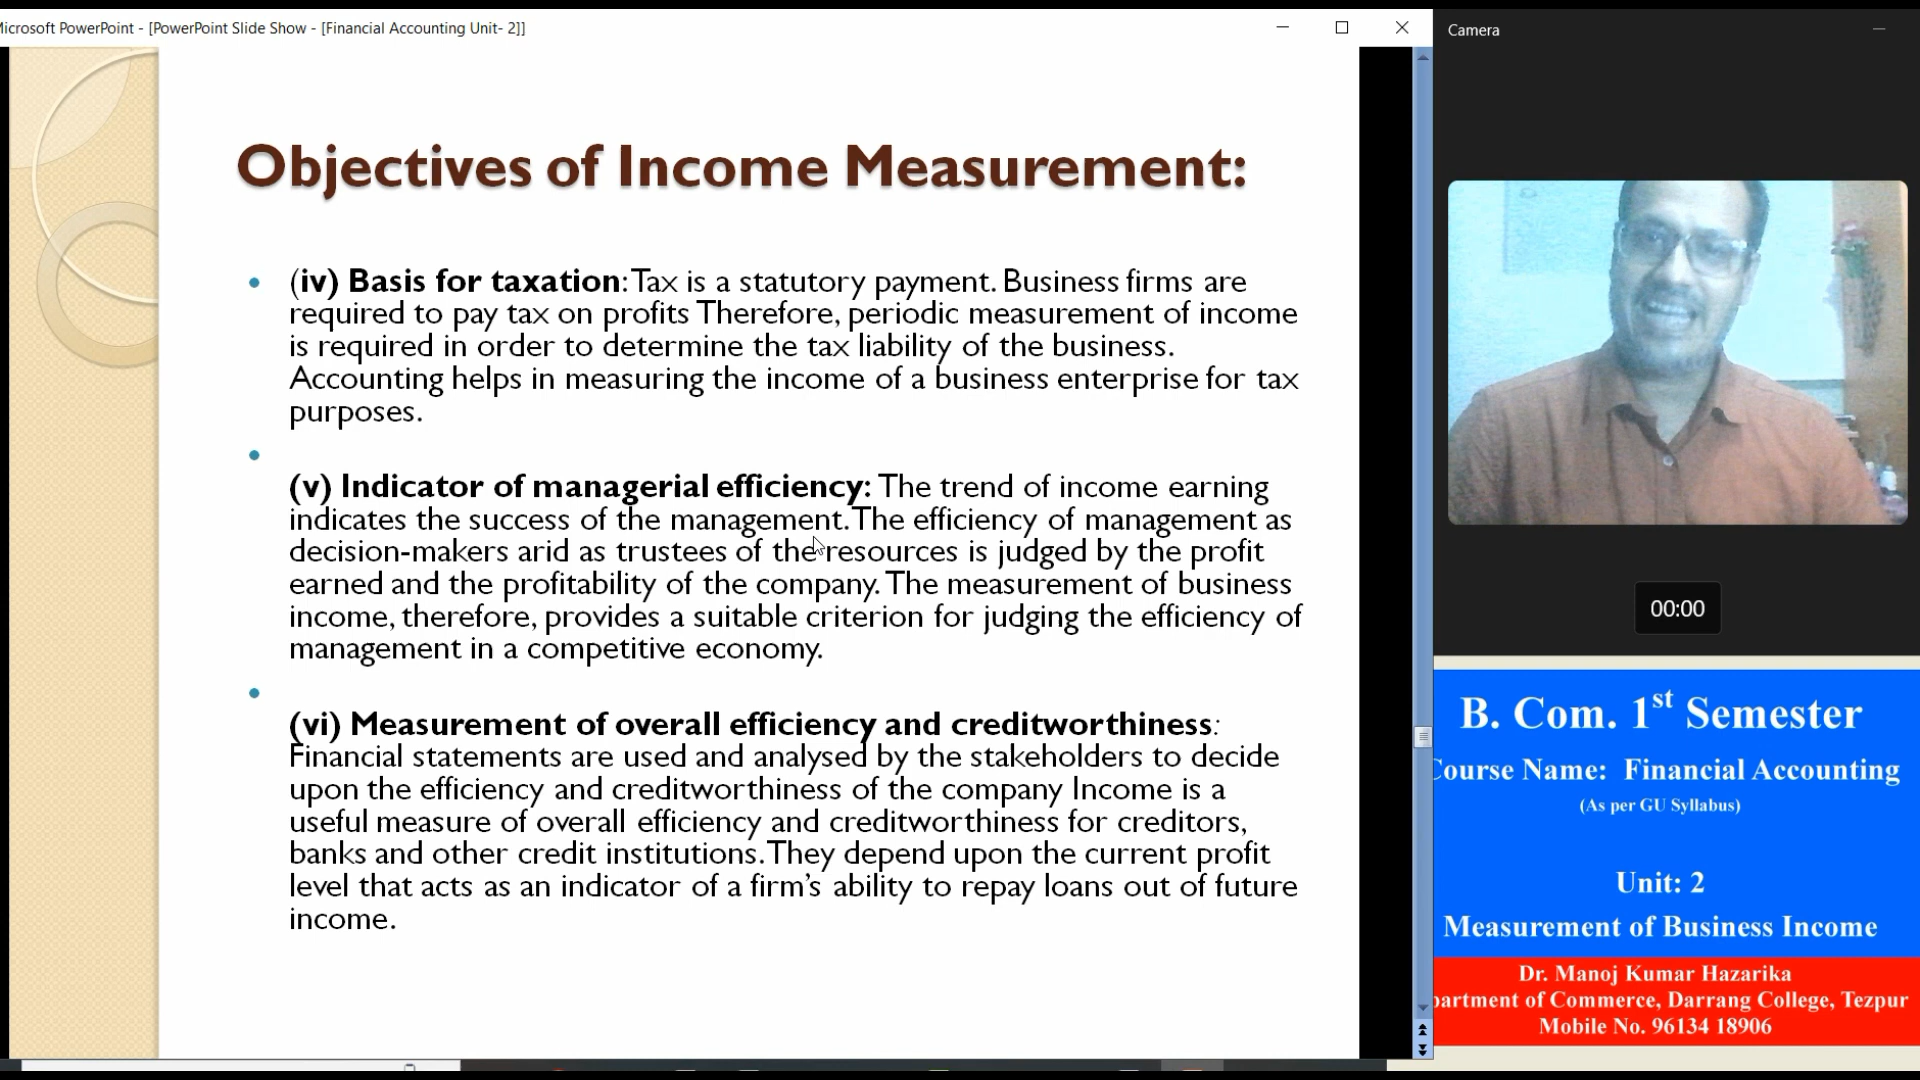 Microsoft PowerPoint - [PowerPoint Slide Show - [Financial Accounting Unit- 2]]
Objectives of Income Measurement:
(iv) Basis for taxation: Tax is a statutory payment. Business firms are
required to pay tax on profits Therefore, periodic measurement of income
is required in order to determine the tax liability of the business.
Accounting helps in measuring the income of a business enterprise for tax
purposes.
(v) Indicator of managerial efficiency: The trend of income earning
indicates the success of the management. The efficiency of management as
decision-makers arid as trustees of the resources is judged by the profit
earned and the profitability of the company. The measurement of business
income, therefore, provides a suitable criterion for judging the efficiency of
management in a competitive economy.
(vi) Measurement of overall efficiency and creditworthiness:
Financial statements are used and analysed by the stakeholders to decide
upon the efficiency and creditworthiness of the company Income is a
useful measure of overall efficiency and creditworthiness for creditors,
banks and other credit institutions. They depend upon the current profit
level that acts as an indicator of a firm's ability to repay loans out of future
income.
Camera
00:00
B. Com. 1st Semester
Course Name: Financial Accounting
(As per GU Syllabus)
Unit: 2
Measurement of Business Income
Dr. Manoj Kumar Hazarika
partment of Commerce, Darrang College, Tezpur
Mobile No. 96134 18906